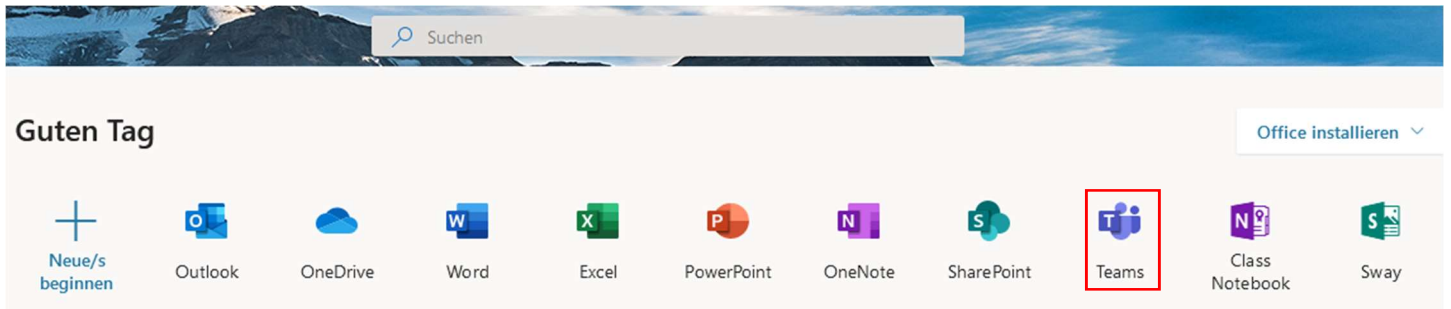 Suchen
Guten Tag
Office installieren
Neue/s
beginnen
Outlook
OneDrive
Word
Excel
PowerPoint
OneNote
SharePoint
Teams
Class
Notebook
Sway